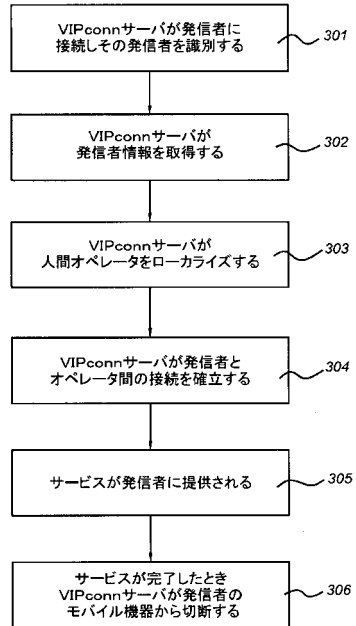 VIPconnサーバが発信者に
接続しその発信者を識別する
301
VIPconnサーバが
発信者情報を取得する
302
VIPconnサーバが
人間オペレータをローカライズする
303
VIPconnサーバが発信者と
オペレータ間の接続を確立する
304
サービスが発信者に提供される
305
サービスが完了したとき
VIPconnサーバが発信者の
モバイル機器から切断する
306